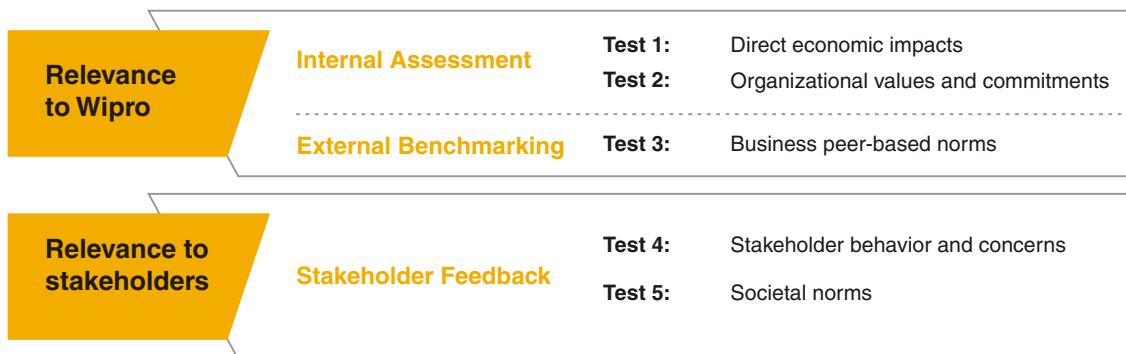 Relevance
to Wipro
Internal Assessment
Test 1: Direct economic impacts
Test 2: Organizational values and commitments
External Benchmarking
Test 3: Business peer-based norms
Relevance to
stakeholders
Stakeholder Feedback
Test 4: Stakeholder behavior and concerns
Test 5: Societal norms